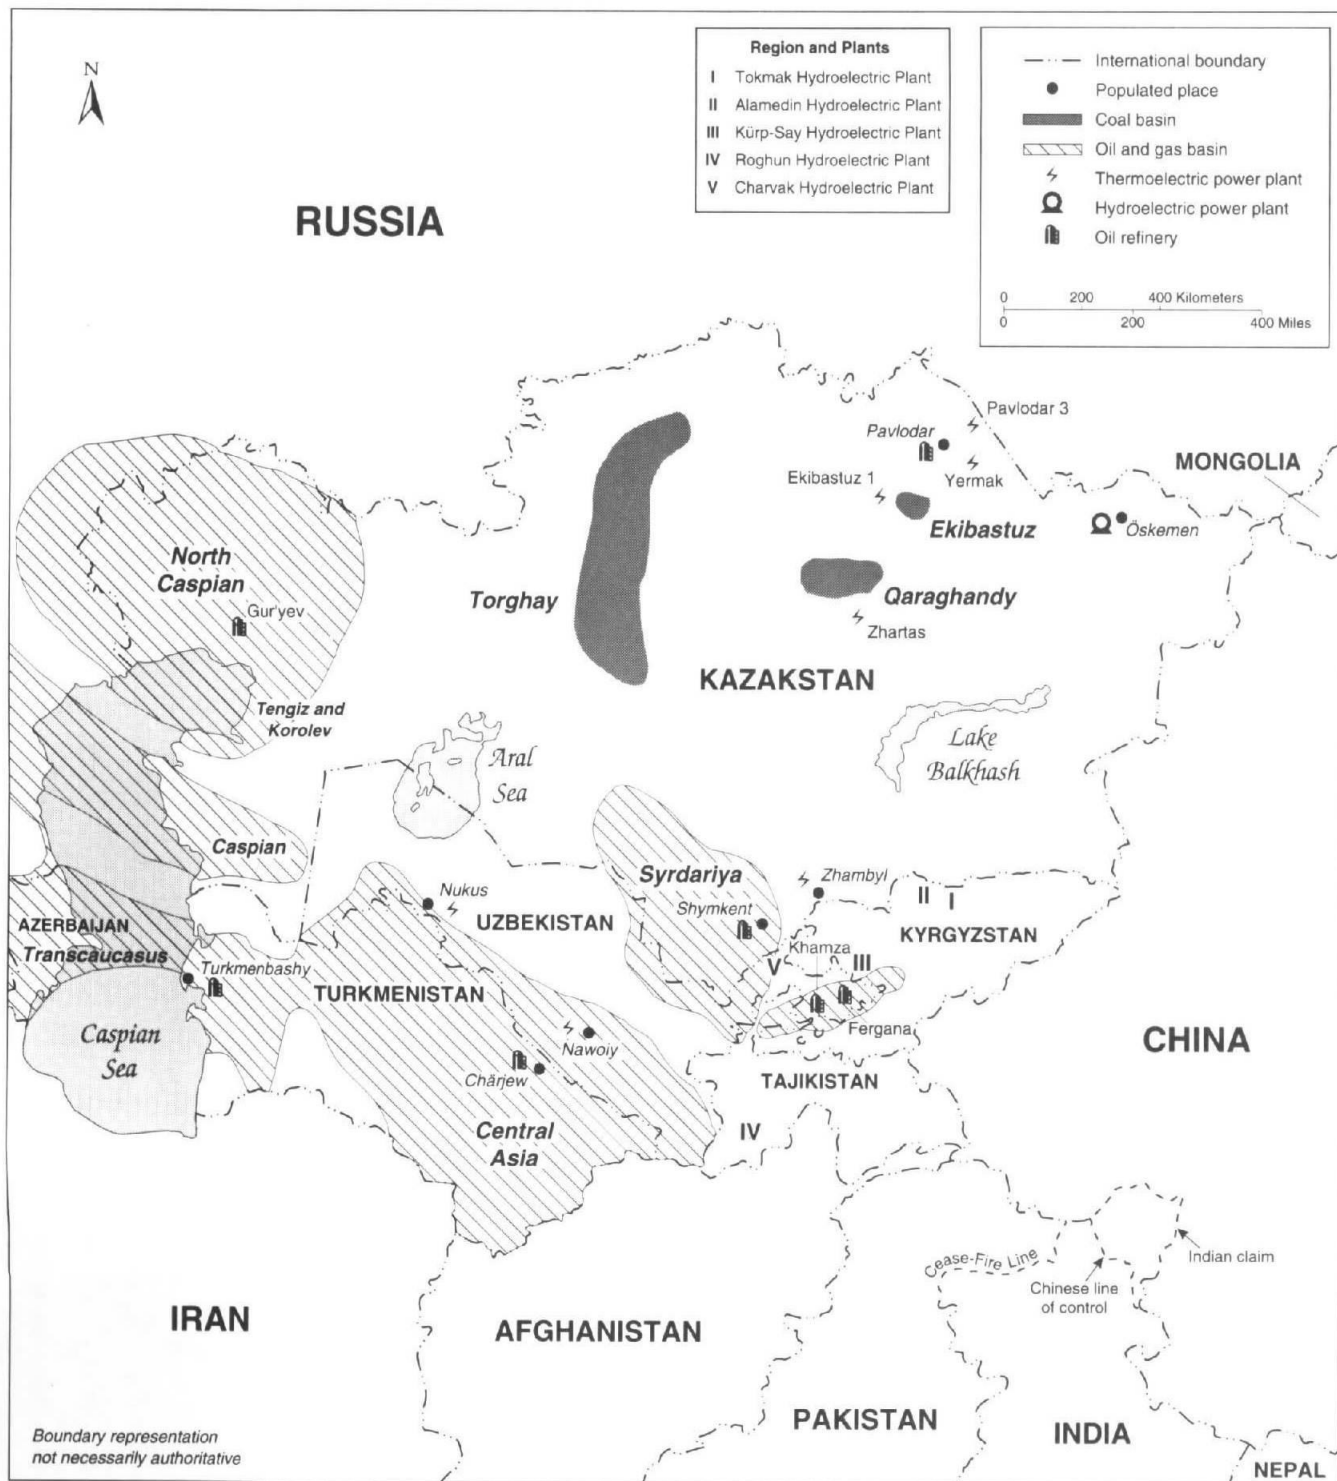 N
Region and Plants
I Tokmak Hydroelectric Plant
II Alamedin Hydroelectric Plant
III Kürp-Say Hydroelectric Plant
IV Roghun Hydroelectric Plant
V Charvak Hydroelectric Plant
International boundary
Populated place
Coal basin
Oil and gas basin
Thermoelectric power plant
Hydroelectric power plant
Oil refinery
0 200 400 Kilometers
0 200 400 Miles
RUSSIA
Pavlodar 3
Pavlodar
MONGOLIA
Ekibastuz 1
Yermak
Ekibastuz
Öskemen
North
Caspian
Torghay
Qaraghandy
Gur'yev
Zhartas
KAZAKSTAN
Tengiz and
Korolev
Aral
Sea
Lake
Balkhash
Caspian
Syrdariya
Zhambyl
Nukus
II
I
AZERBAIJAN
UZBEKISTAN
Shymkent
KYRGYZSTAN
Transcaucasus
Khamza
Turkmenbashy
V
III
TURKMENISTAN
Fergana
Caspian
Sea
Nawoiy
CHINA
Chärjew
TAJIKISTAN
Central
Asia
IV
Cease-Fire Line
Indian claim
Chinese line
of control
IRAN
AFGHANISTAN
PAKISTAN
INDIA
Boundary representation
not necessarily authoritative
NEPAL